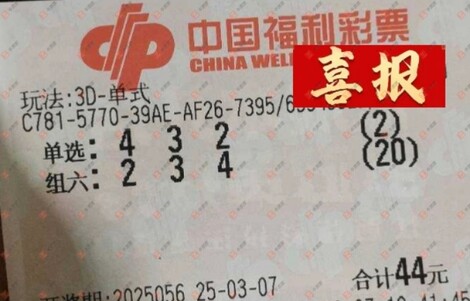 中国福利彩票
CHINA WEL
喜报
玩法:3D-单式
C781-5770-39AE-AF26-7395/
(2)
单选: 4 3 2 (20)
组六: 2 3 4
2025056 25-03-07 合计44元